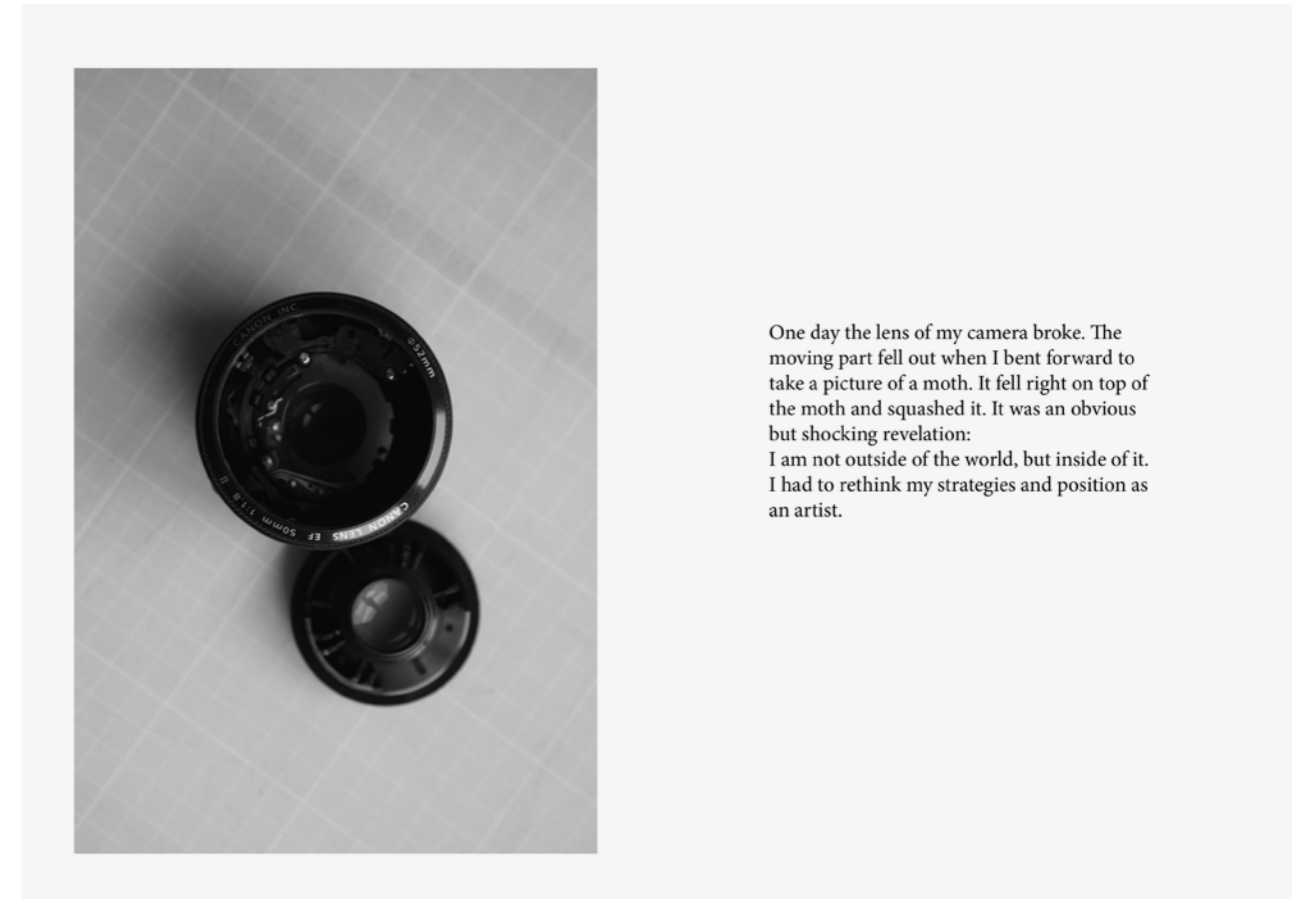 CANON INC.
⌀52mm
CANON LENS EF 50mm 1:1.8 II
One day the lens of my camera broke. The
moving part fell out when I bent forward to
take a picture of a moth. It fell right on top of
the moth and squashed it. It was an obvious
but shocking revelation:
I am not outside of the world, but inside of it.
I had to rethink my strategies and position as
an artist.